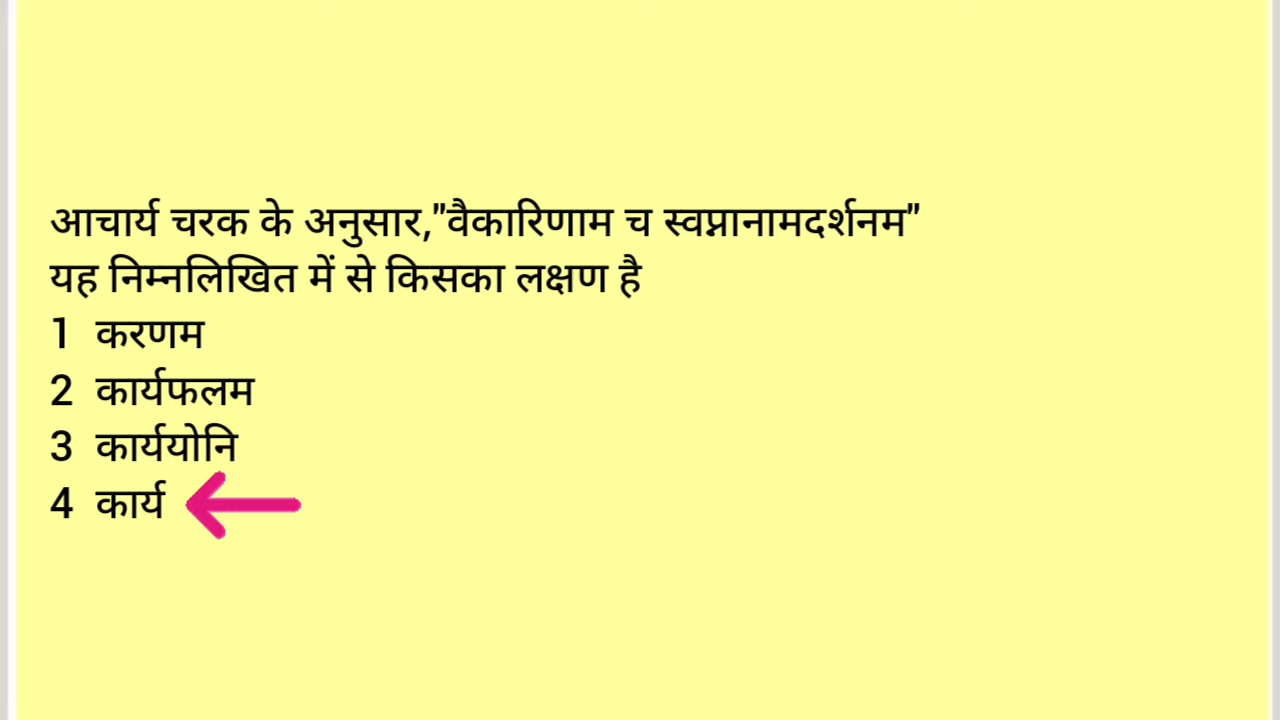 आचार्य चरक के अनुसार,"वैकारिणाम च स्वप्नानामदर्शनम"
यह निम्नलिखित में से किसका लक्षण है
1 करणम
2 कार्यफलम
3 कार्ययोनि
4 कार्य